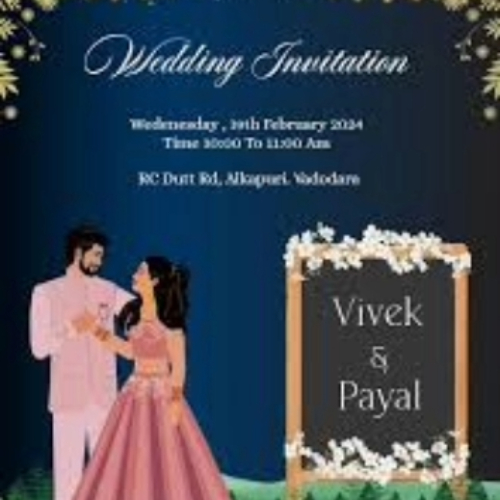 Wedding Invitation
Wedenesday , 19th February 2024
Time 10:00 To 11:00 Am
RC Dutt Rd, Alkapuri. Vadodara
Vivek
&
Payal